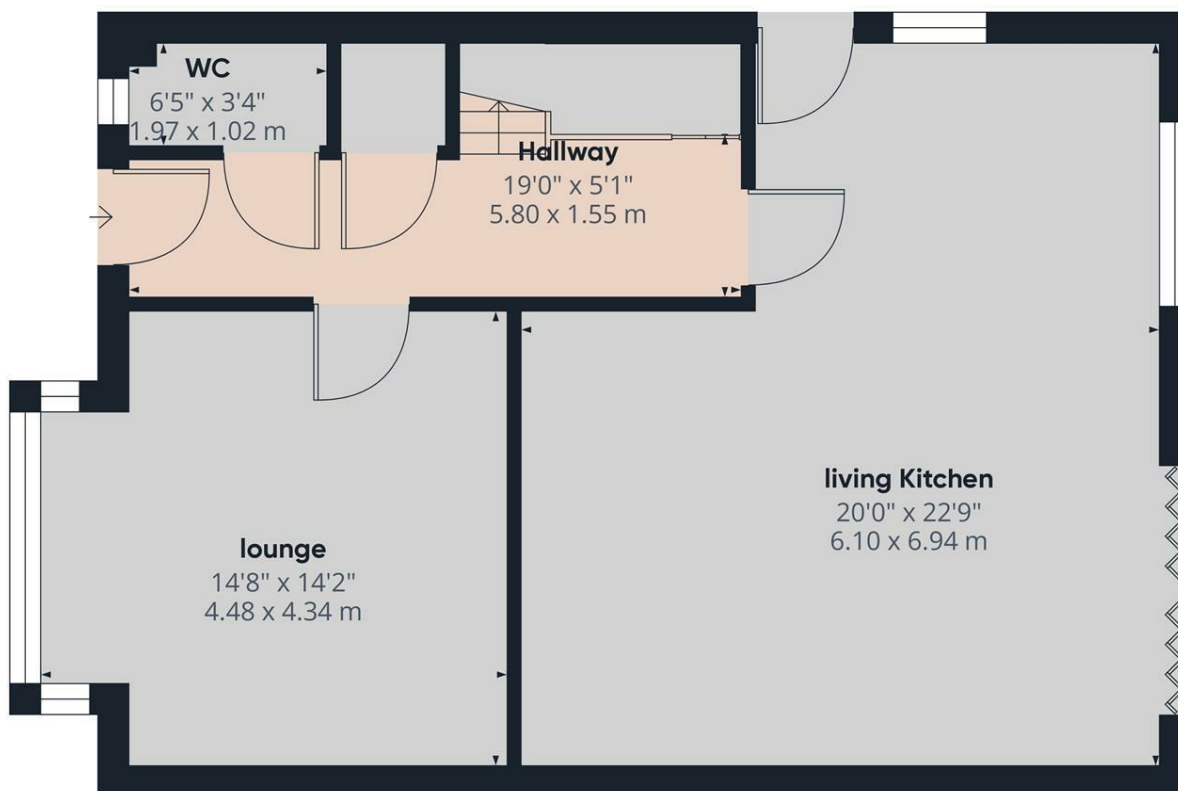 WC
6'5" x 3'4"
1.97 x 1.02 m
Hallway
19'0" x 5'1"
5.80 x 1.55 m
living Kitchen
20'0" x 22'9"
6.10 x 6.94 m
lounge
14'8" x 14'2"
4.48 x 4.34 m